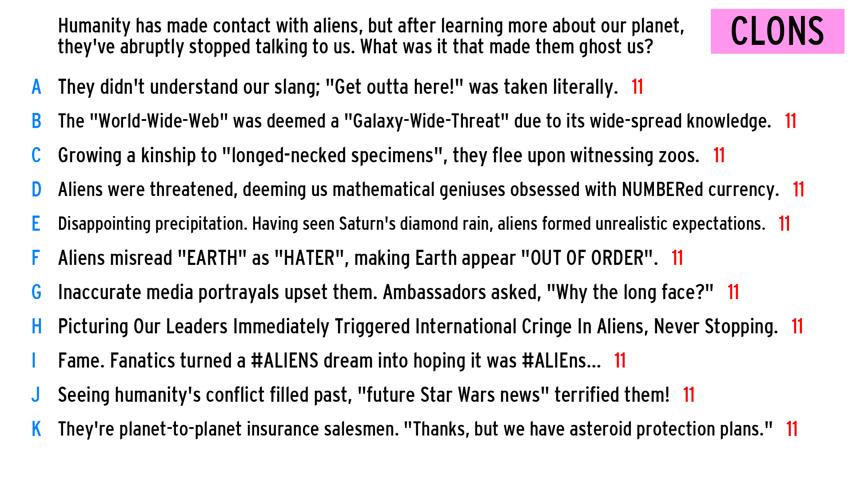 Humanity has made contact with aliens, but after learning more about our planet,
they've abruptly stopped talking to us. What was it that made them ghost us?
CLONS
A They didn't understand our slang; "Get outta here!" was taken literally. 11
B The "World-Wide-Web" was deemed a "Galaxy-Wide-Threat" due to its wide-spread knowledge. 11
C Growing a kinship to "longed-necked specimens", they flee upon witnessing zoos. 11
D Aliens were threatened, deeming us mathematical geniuses obsessed with NUMBERed currency. 11
E Disappointing precipitation. Having seen Saturn's diamond rain, aliens formed unrealistic expectations. 11
F Aliens misread "EARTH" as "HATER", making Earth appear "OUT OF ORDER". 11
G Inaccurate media portrayals upset them. Ambassadors asked, "Why the long face?" 11
H Picturing Our Leaders Immediately Triggered International Cringe In Aliens, Never Stopping. 11
I Fame. Fanatics turned a #ALIENS dream into hoping it was #ALIEns... 11
J Seeing humanity's conflict filled past, "future Star Wars news" terrified them! 11
K They're planet-to-planet insurance salesmen. "Thanks, but we have asteroid protection plans." 11